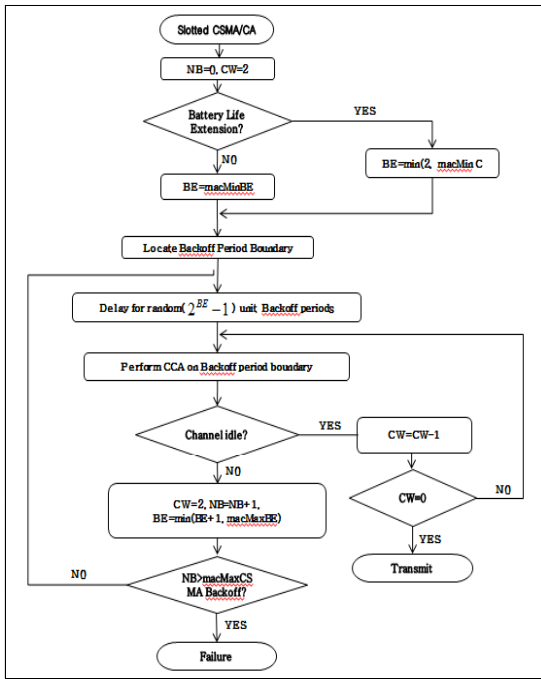 Slotted CSMA/CA
NB=0, CW=2
Battery Life
Extension?
YES
NO
BE=min(2, macMin C
BE=macMinBE
Locate Backoff Period Boundary
Delay for random( 2^BE −1 ) unit Backoff periods
Perform CCA on Backoff period boundary
Channel idle?
YES
CW=CW-1
NO
CW=2, NB=NB+1,
BE=min(BE+1, macMaxBE)
CW=0
NO
YES
Transmit
NO
NB>macMaxCS
MA Backoff?
YES
Failure